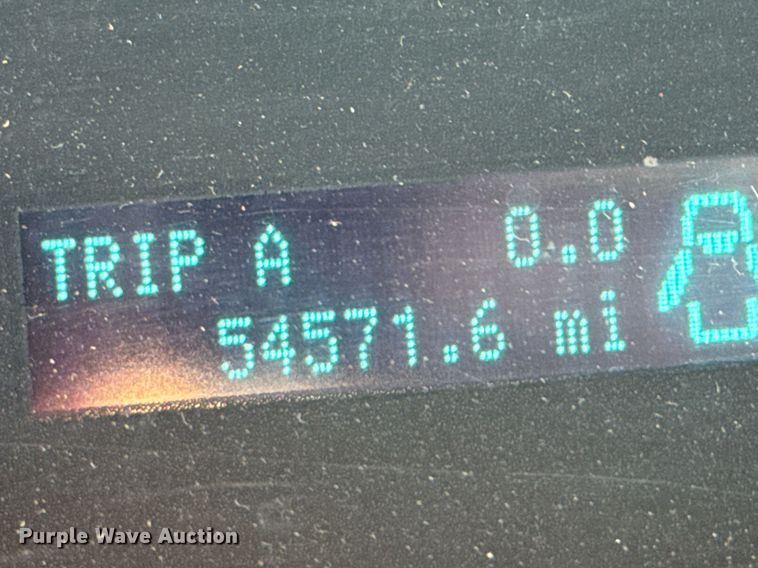 TRIP A 0.0
54571.6 mi
Purple Wave Auction